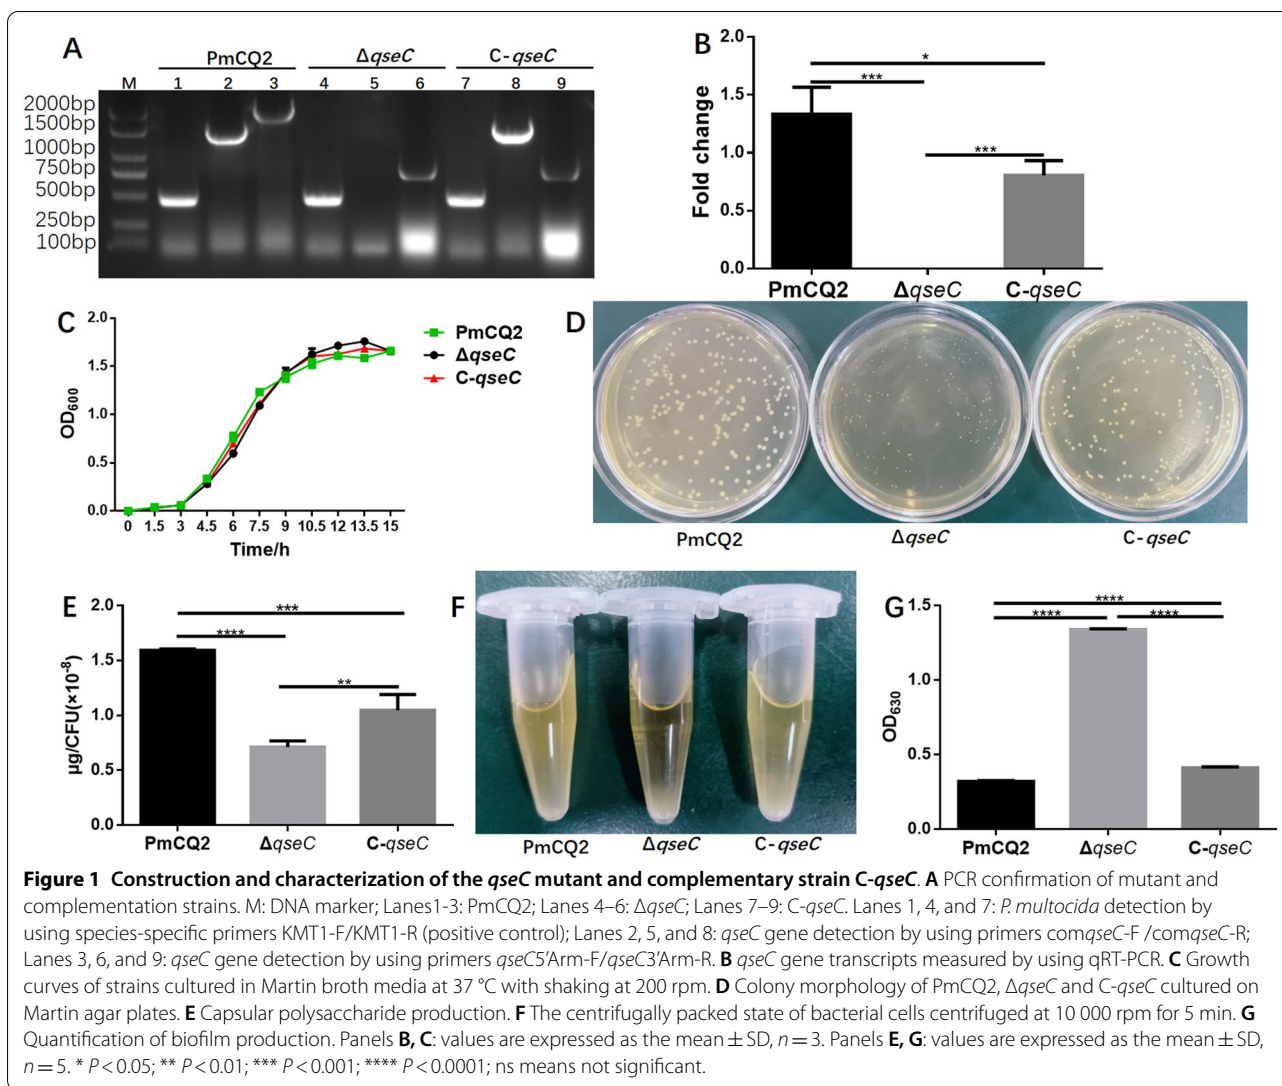 A
PmCQ2
ΔqseC
C-qseC
M 1 2 3 4 5 6 7 8 9
2000bp
1500bp
1000bp
750bp
500bp
250bp
100bp
B
Fold change
2.0
1.5
1.0
0.5
0.0
*
***
***
PmCQ2 ΔqseC C-qseC
C
OD600
2.0
1.5
1.0
0.5
0.0
0 1.5 3 4.5 6 7.5 9 10.5 12 13.5 15
Time/h
PmCQ2
ΔqseC
C-qseC
D
PmCQ2 ΔqseC C-qseC
E
µg/CFU(×10-8)
2.0
1.5
1.0
0.5
0.0
***
****
**
PmCQ2 ΔqseC C-qseC
F
PmCQ2 ΔqseC C-qseC
G
OD630
1.5
1.0
0.5
0.0
****
**** ****
PmCQ2 ΔqseC C-qseC
Figure 1 Construction and characterization of the qseC mutant and complementary strain C-qseC. A PCR confirmation of mutant and
complementation strains. M: DNA marker; Lanes1-3: PmCQ2; Lanes 4–6: ΔqseC; Lanes 7–9: C-qseC. Lanes 1, 4, and 7: P. multocida detection by
using species-specific primers KMT1-F/KMT1-R (positive control); Lanes 2, 5, and 8: qseC gene detection by using primers comqseC-F /comqseC-R;
Lanes 3, 6, and 9: qseC gene detection by using primers qseC5′Arm-F/qseC3′Arm-R. B qseC gene transcripts measured by using qRT-PCR. C Growth
curves of strains cultured in Martin broth media at 37 °C with shaking at 200 rpm. D Colony morphology of PmCQ2, ΔqseC and C-qseC cultured on
Martin agar plates. E Capsular polysaccharide production. F The centrifugally packed state of bacterial cells centrifuged at 10 000 rpm for 5 min. G
Quantification of biofilm production. Panels B, C: values are expressed as the mean ± SD, n = 3. Panels E, G: values are expressed as the mean ± SD,
n = 5. * P < 0.05; ** P < 0.01; *** P < 0.001; **** P < 0.0001; ns means not significant.